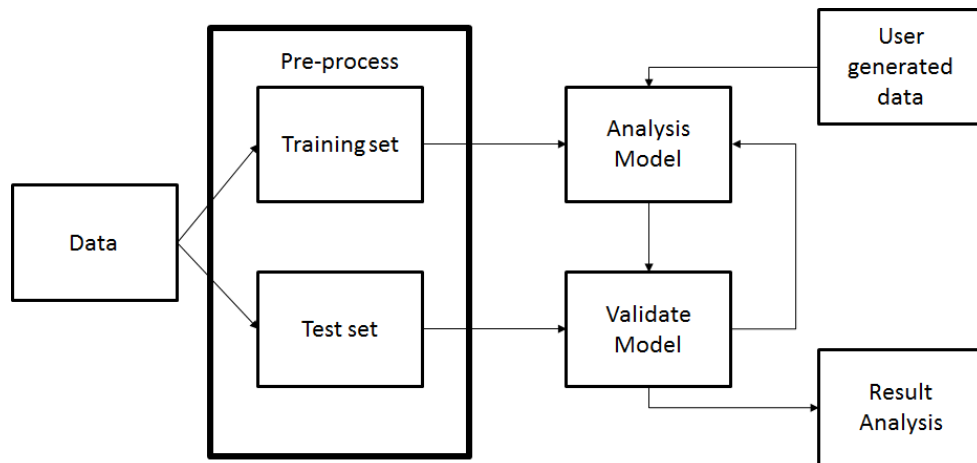 Pre-process
Training set
Data
Test set
Analysis
Model
Validate
Model
User
generated
data
Result
Analysis